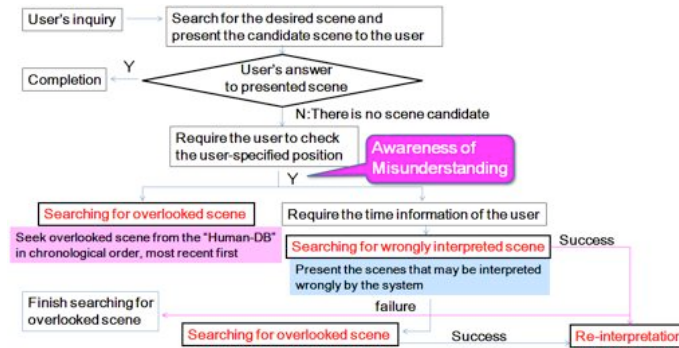 User's inquiry
Search for the desired scene and
present the candidate scene to the user
Y
Completion
User's answer
to presented scene
N:There is no scene candidate
Require the user to check
the user-specified position
Awareness of
Misunderstanding
Y
Searching for overlooked scene
Require the time information of the user
Seek overlooked scene from the “Human-DB”
in chronological order, most recent first
Searching for wrongly interpreted scene
Success
Present the scenes that may be interpreted
wrongly by the system
Finish searching for
overlooked scene
failure
Searching for overlooked scene
Success
Re-interpretation